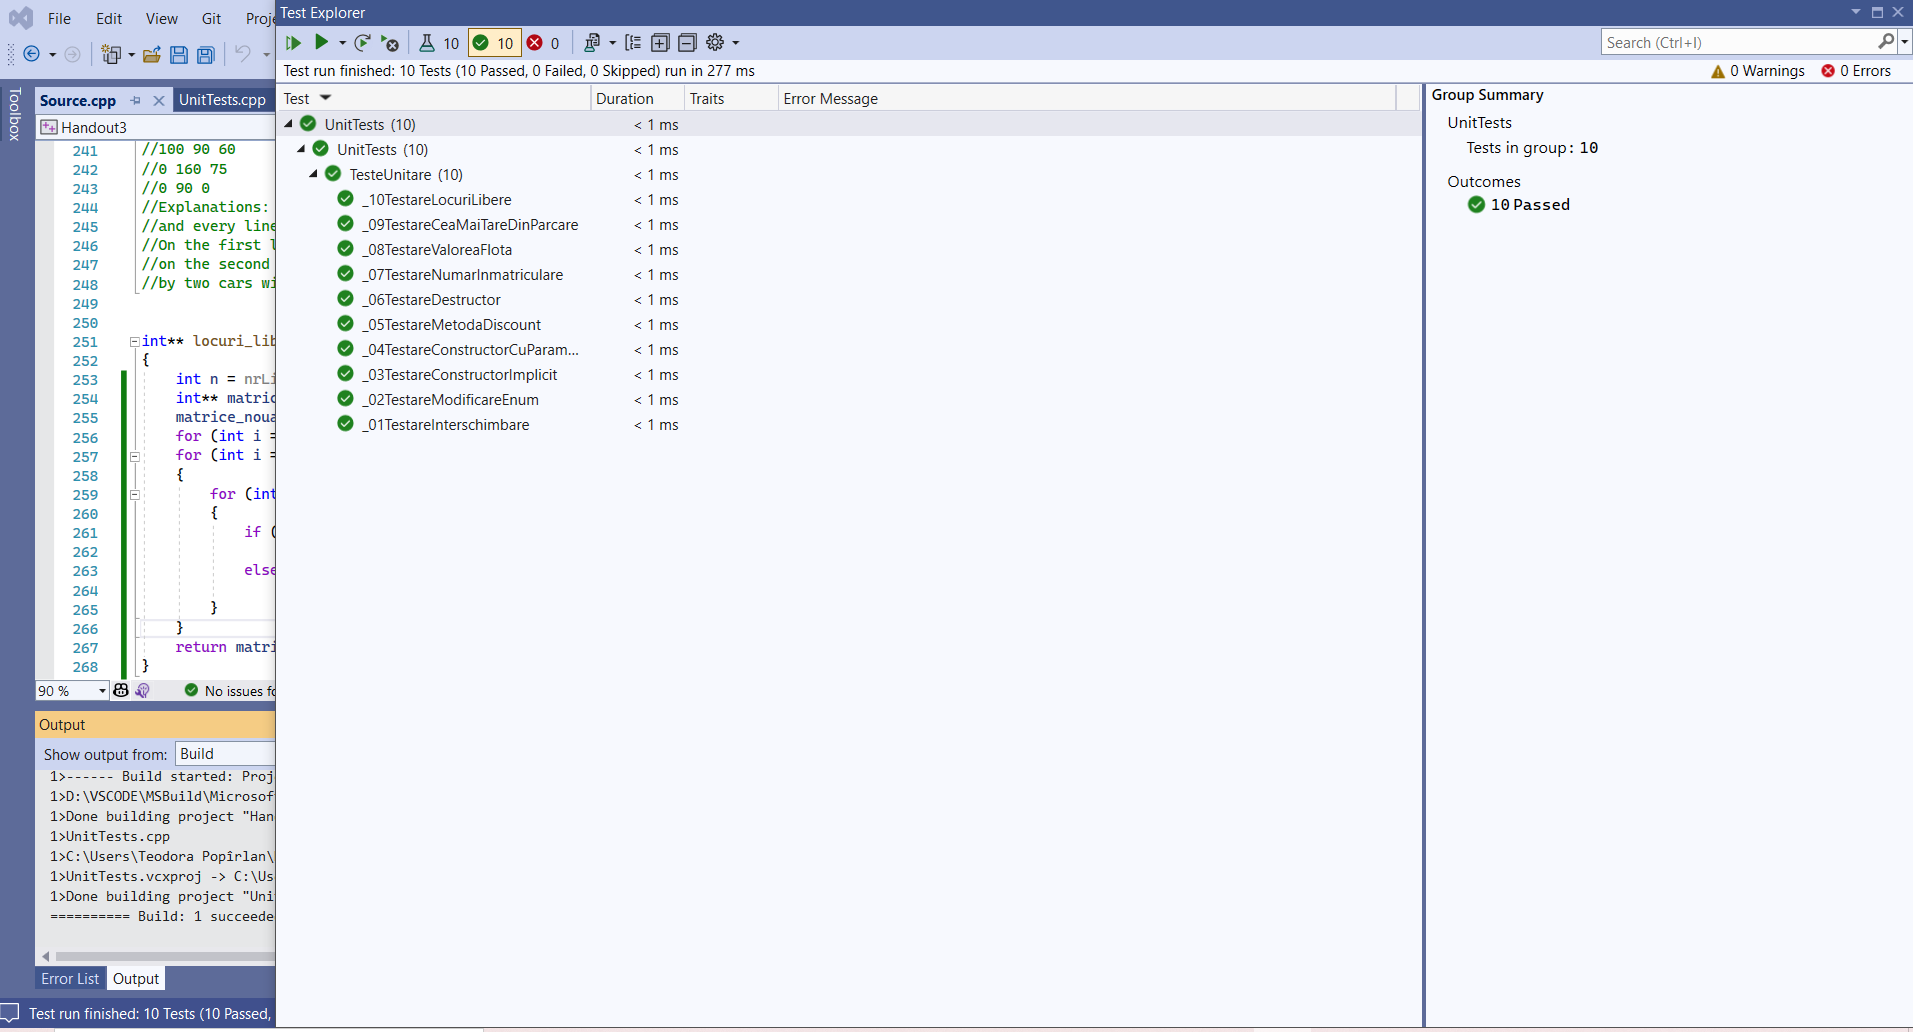 File Edit View Git Proj
Test Explorer
10 10 0
Search (Ctrl+I)
Test run finished: 10 Tests (10 Passed, 0 Failed, 0 Skipped) run in 277 ms
0 Warnings 0 Errors
Toolbox
Source.cpp UnitTests.cpp
Handout3
Test Duration Traits Error Message
UnitTests (10) < 1 ms
UnitTests (10) < 1 ms
TesteUnitare (10) < 1 ms
_10TestareLocuriLibere < 1 ms
_09TestareCeaMaiTareDinParcare < 1 ms
_08TestareValoreaFlota < 1 ms
_07TestareNumarInmatriculare < 1 ms
_06TestareDestructor < 1 ms
_05TestareMetodaDiscount < 1 ms
_04TestareConstructorCuParam... < 1 ms
_03TestareConstructorImplicit < 1 ms
_02TestareModificareEnum < 1 ms
_01TestareInterschimbare < 1 ms
Group Summary
UnitTests
Tests in group: 10
Outcomes
10 Passed
241 //100 90 60
242 //0 160 75
243 //0 90 0
244 //Explanations:
245 //and every line
246 //On the first l
247 //on the second
248 //by two cars wi
249
250
251 int** locuri_lib
252 {
253 int n = nrLi
254 int** matric
255 matrice_noua
256 for (int i =
257 for (int i =
258 {
259 for (int
260 {
261 if (
262
263 else
264
265 }
266 }
267 return matri
268 }
90 % No issues fo
Output
Show output from: Build
1>------ Build started: Proj
1>D:\VSCODE\MSBuild\Microsof
1>Done building project "Han
1>UnitTests.cpp
1>C:\Users\Teodora Popîrlan\
1>UnitTests.vcxproj -> C:\Us
1>Done building project "Uni
========== Build: 1 succeede
Error List Output
Test run finished: 10 Tests (10 Passed,